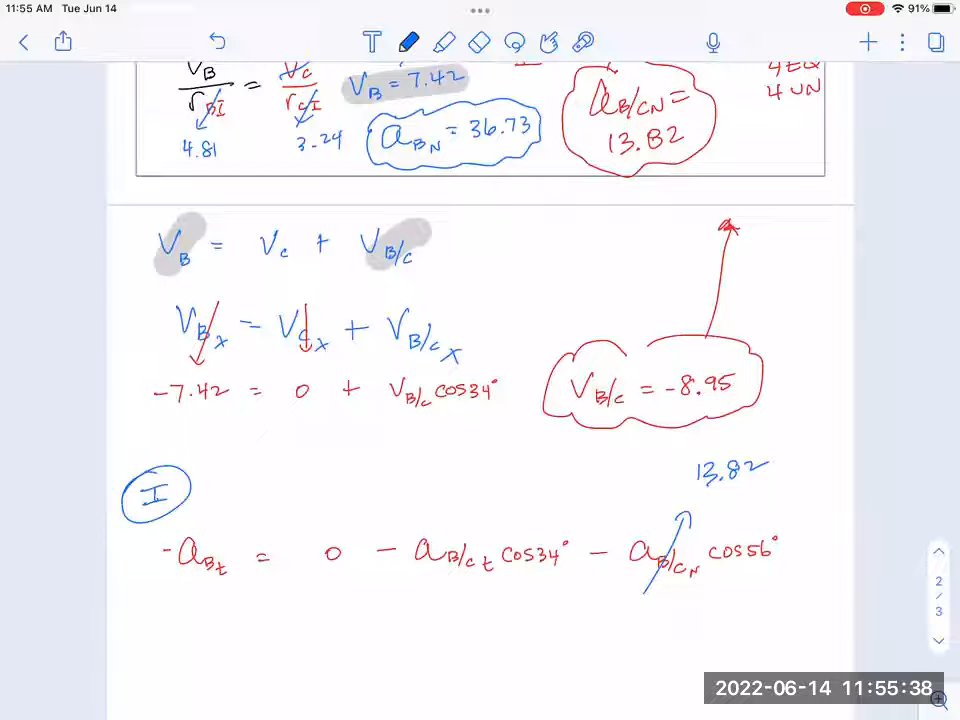 11:55 AM Tue Jun 14
91%
V_B / r_BI = V_C / r_CI
V_B = 7.42
4.81
3.24
a_BN = 36.73
a_B/CN =
13.82
4 EQ
4 UN
V_B = V_C + V_B/C
V_Bx = V_Cx + V_B/Cx
-7.42 = 0 + V_B/C cos34°
V_B/C = -8.95
I
13.82
-a_Bt = 0 - a_B/Ct cos34° - a_B/CN cos56°
2
/
3
2022-06-14 11:55:38